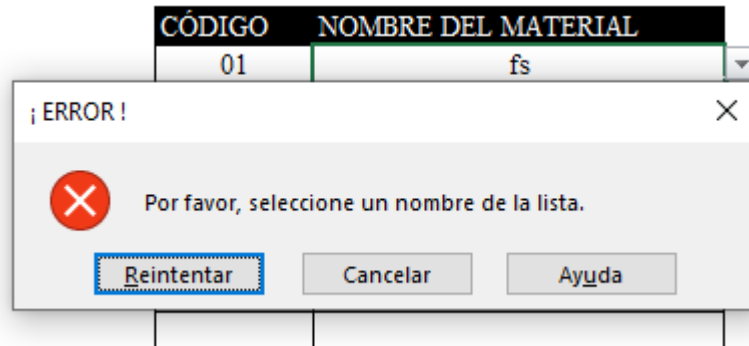 CÓDIGO NOMBRE DEL MATERIAL
01 fs
¡ ERROR !
Por favor, seleccione un nombre de la lista.
Reintentar Cancelar Ayuda